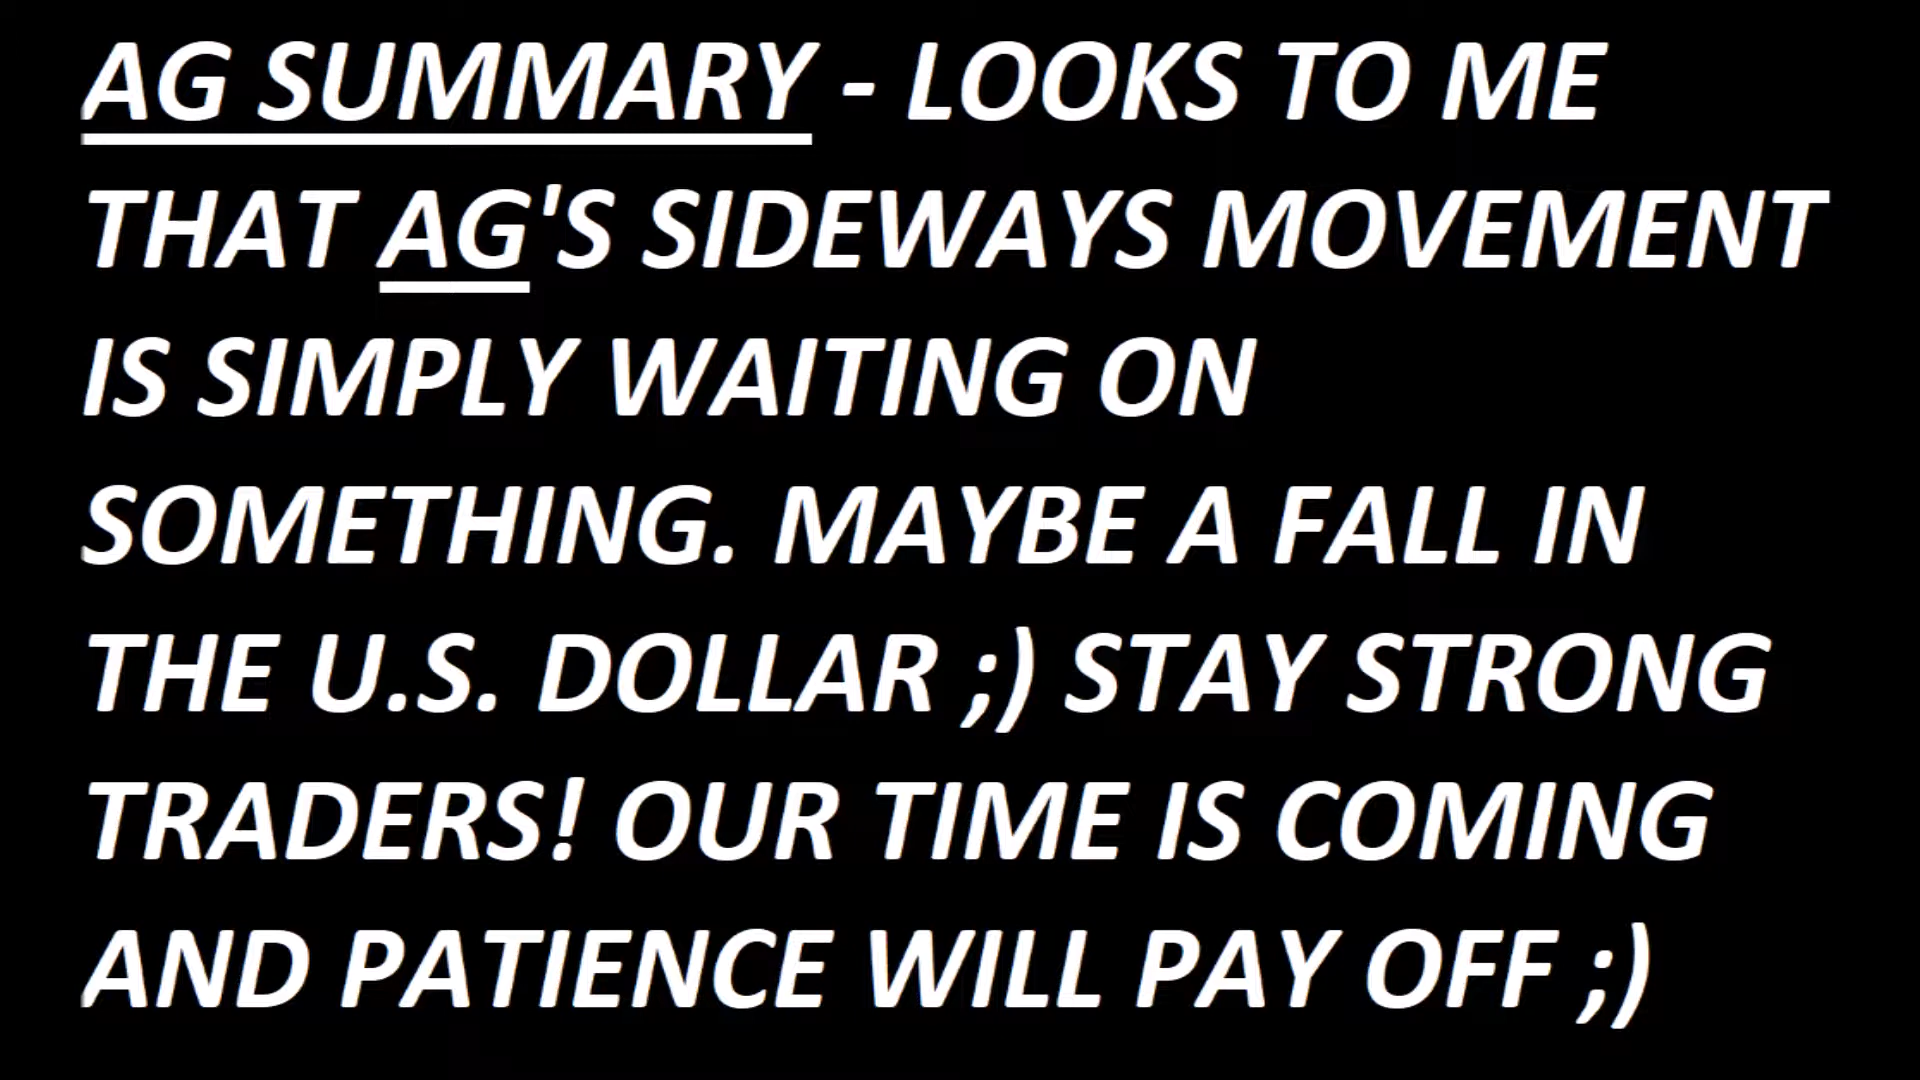 AG SUMMARY - LOOKS TO ME
THAT AG'S SIDEWAYS MOVEMENT
IS SIMPLY WAITING ON
SOMETHING. MAYBE A FALL IN
THE U.S. DOLLAR ;) STAY STRONG
TRADERS! OUR TIME IS COMING
AND PATIENCE WILL PAY OFF ;)